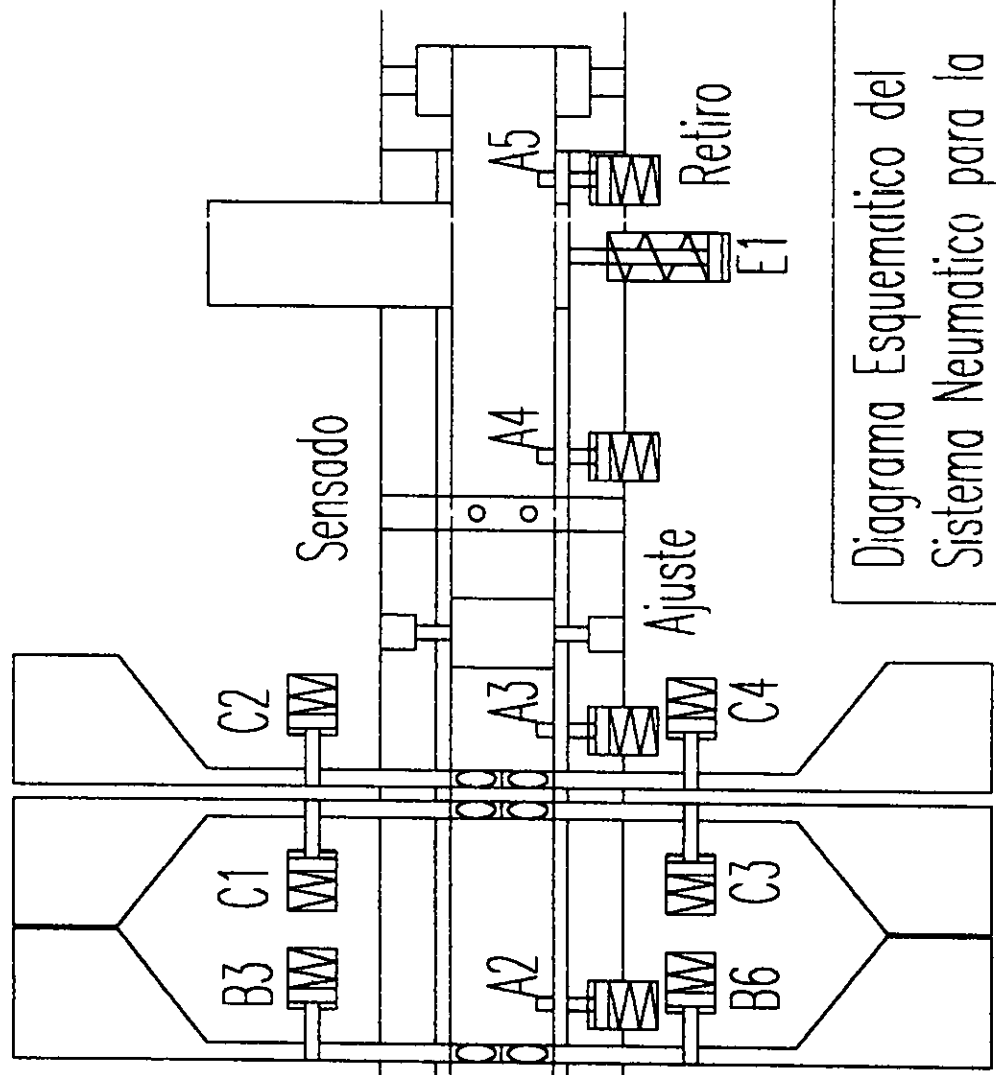 Sensado
A5
Retiro
E1
A4
Ajuste
C2
A3
C4
C1
C3
B3
A2
B6
Diagrama Esquematico del
Sistema Neumatico para la